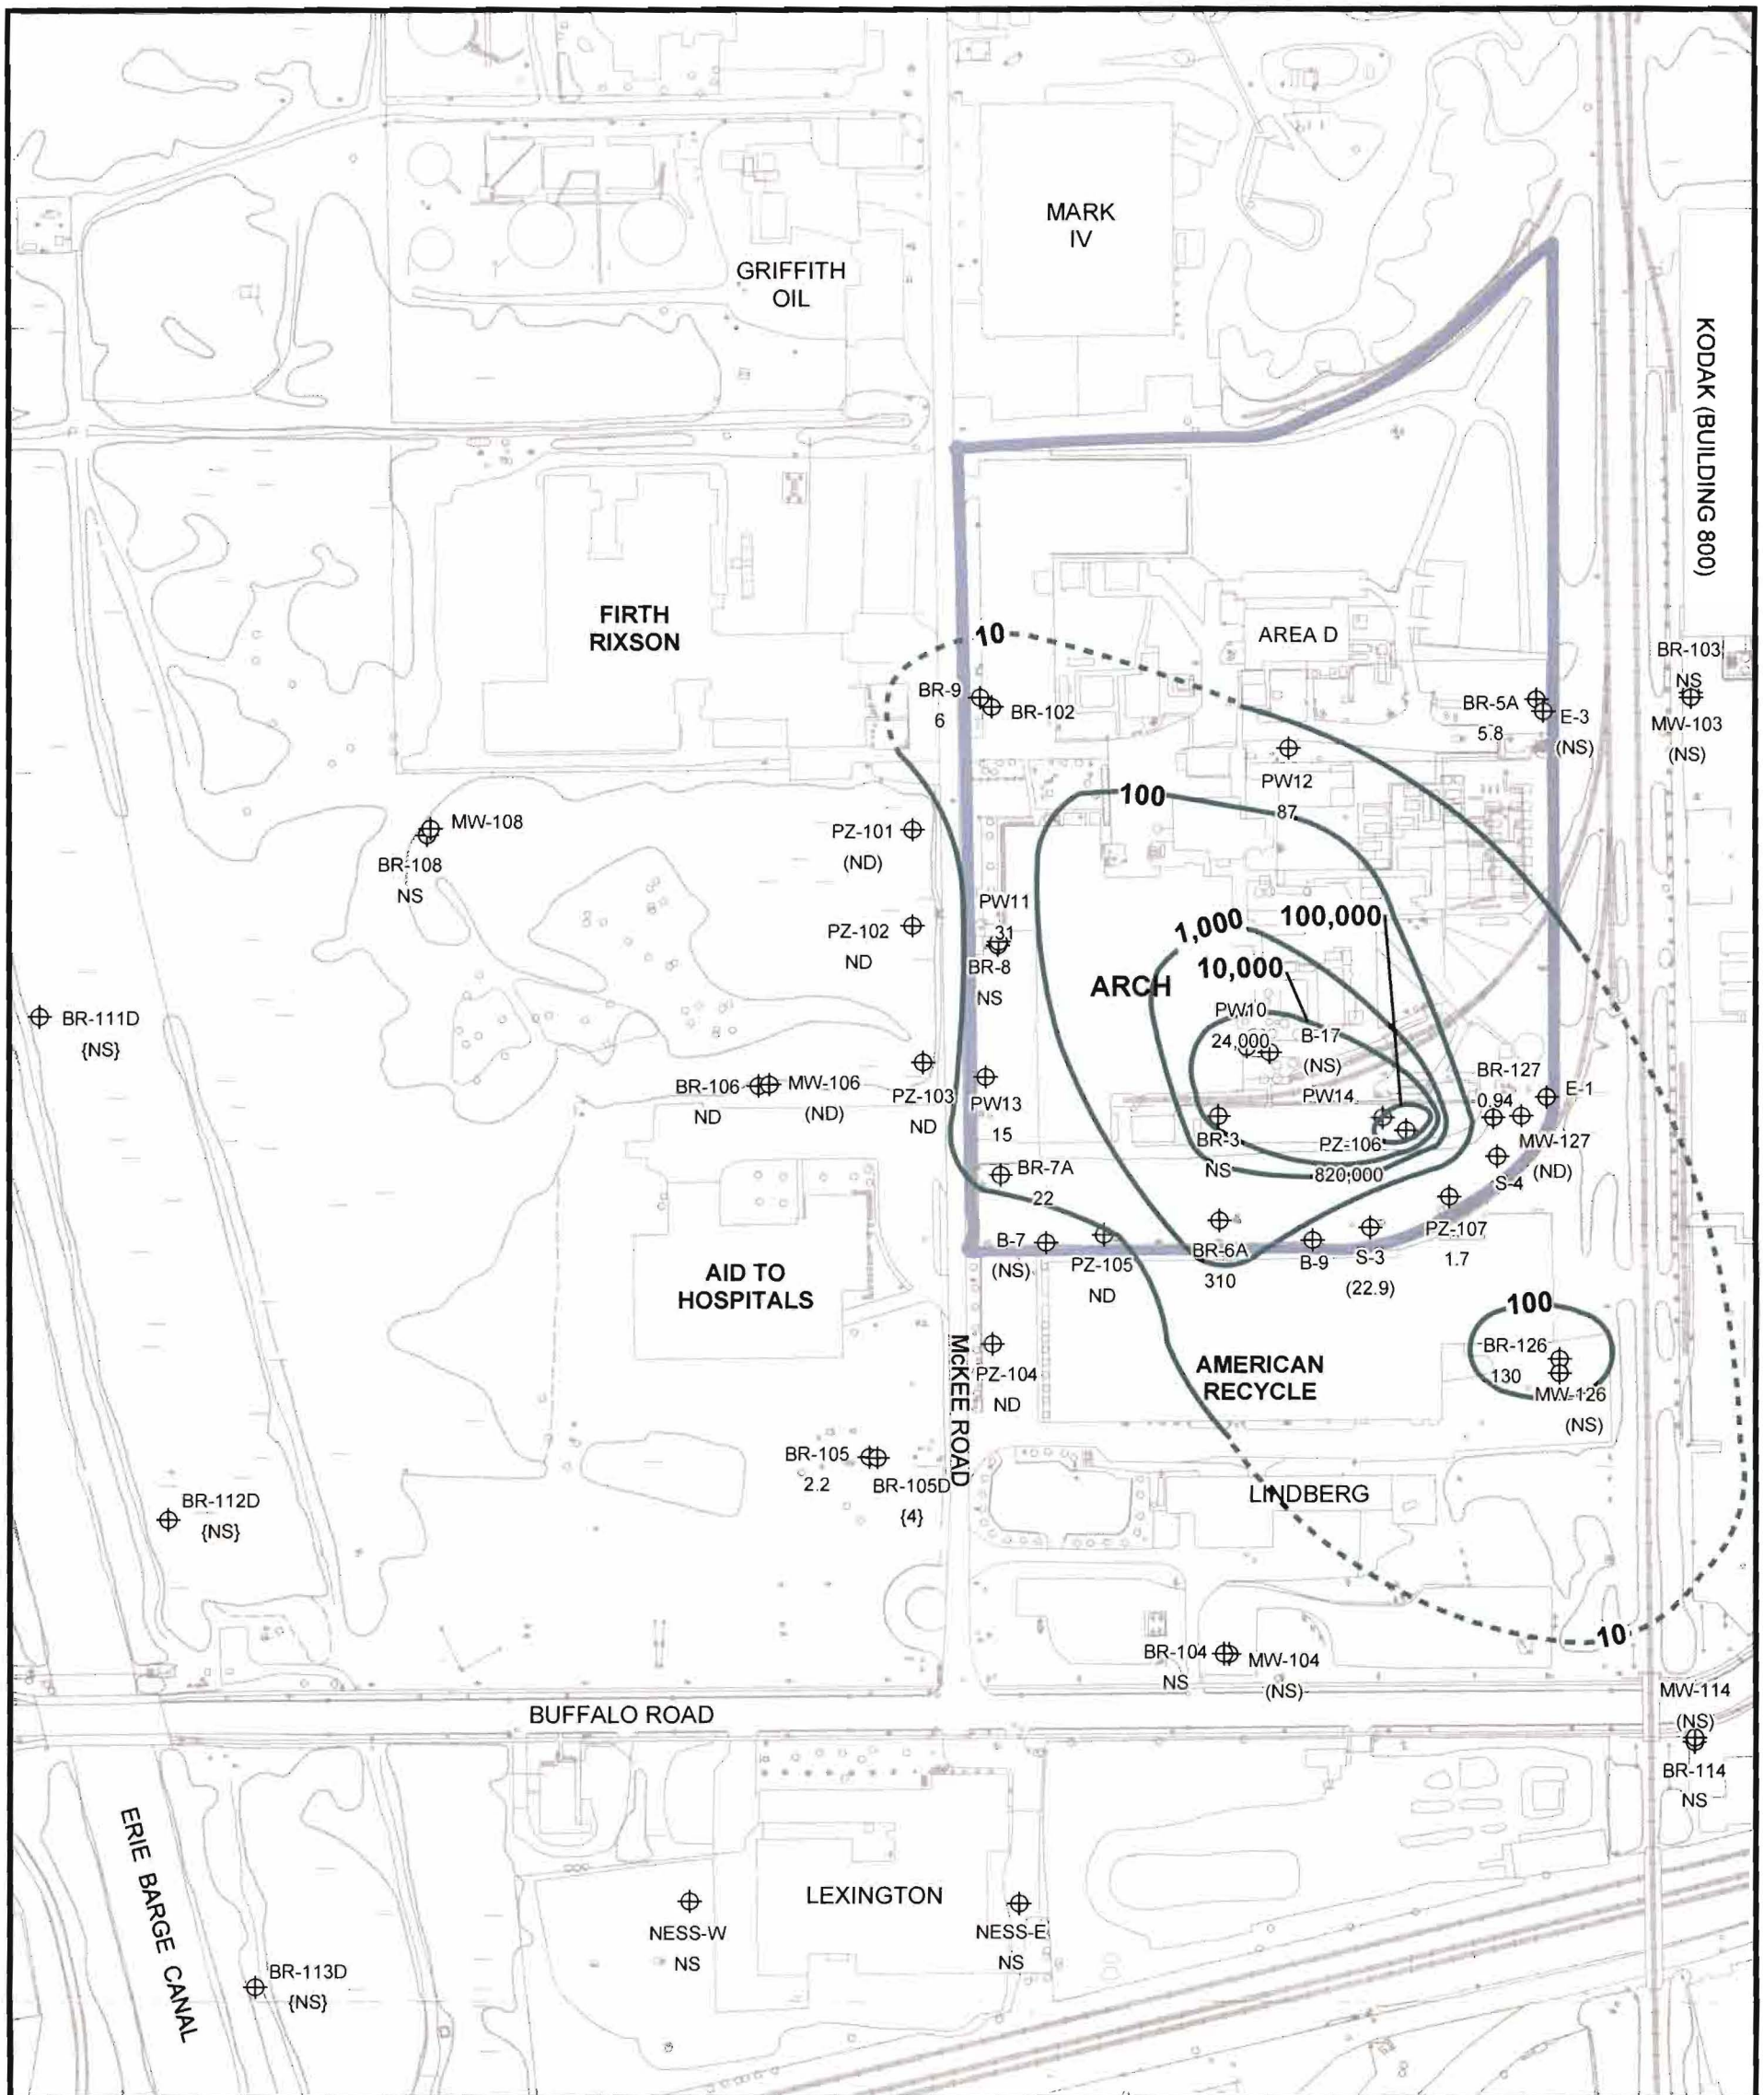 MARK
IV
GRIFFITH
OIL
KODAK (BUILDING 800)
FIRTH
RIXSON
10
AREA D
BR-103
NS
MW-103
(NS)
BR-9
6
BR-102
BR-5A
5.8
E-3
(NS)
PW12
87
100
MW-108
BR-108
NS
PZ-101
(ND)
PW11
31
BR-8
NS
PZ-102
ND
1,000
100,000
10,000
ARCH
PW10
24,000
B-17
(NS)
BR-111D
{NS}
BR-106
ND
MW-106
(ND)
PZ-103
ND
PW13
15
PW14
BR-127
0.94
E-1
BR-3
NS
PZ-106
820,000
MW-127
(ND)
S-4
BR-7A
22
PZ-107
1.7
B-7
(NS)
PZ-105
ND
BR-6A
310
B-9
S-3
(22.9)
AID TO
HOSPITALS
100
BR-126
130
MW-126
(NS)
McKEE ROAD
PZ-104
ND
AMERICAN
RECYCLE
BR-105
2.2
BR-105D
{4}
LINDBERG
BR-112D
{NS}
10
BR-104
NS
MW-104
(NS)
MW-114
(NS)
BR-114
NS
BUFFALO ROAD
ERIE BARGE CANAL
LEXINGTON
NESS-W
NS
NESS-E
NS
BR-113D
{NS}